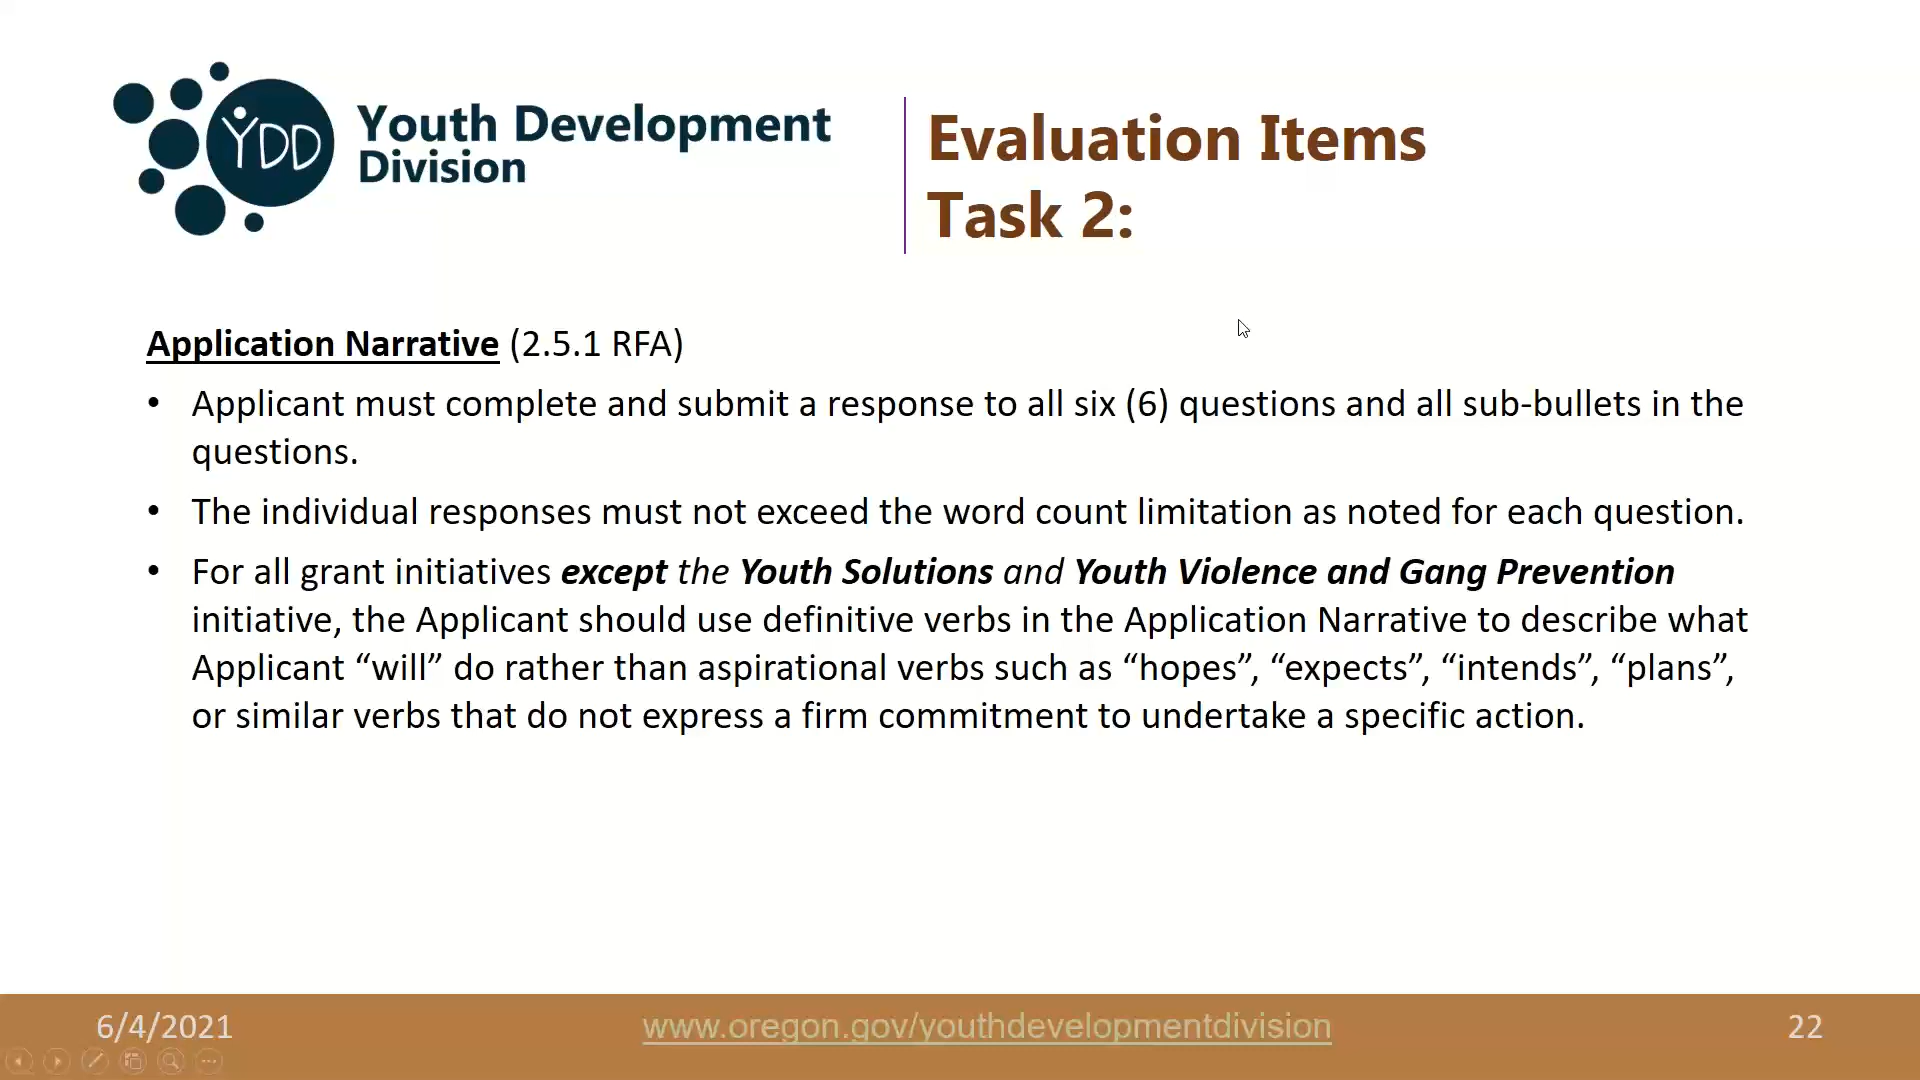 YDD
Youth Development
Division
Evaluation Items
Task 2:
Application Narrative (2.5.1 RFA)
• Applicant must complete and submit a response to all six (6) questions and all sub-bullets in the
questions.
• The individual responses must not exceed the word count limitation as noted for each question.
• For all grant initiatives except the Youth Solutions and Youth Violence and Gang Prevention
initiative, the Applicant should use definitive verbs in the Application Narrative to describe what
Applicant “will” do rather than aspirational verbs such as “hopes”, “expects”, “intends”, “plans”,
or similar verbs that do not express a firm commitment to undertake a specific action.
6/4/2021
www.oregon.gov/youthdevelopmentdivision
22